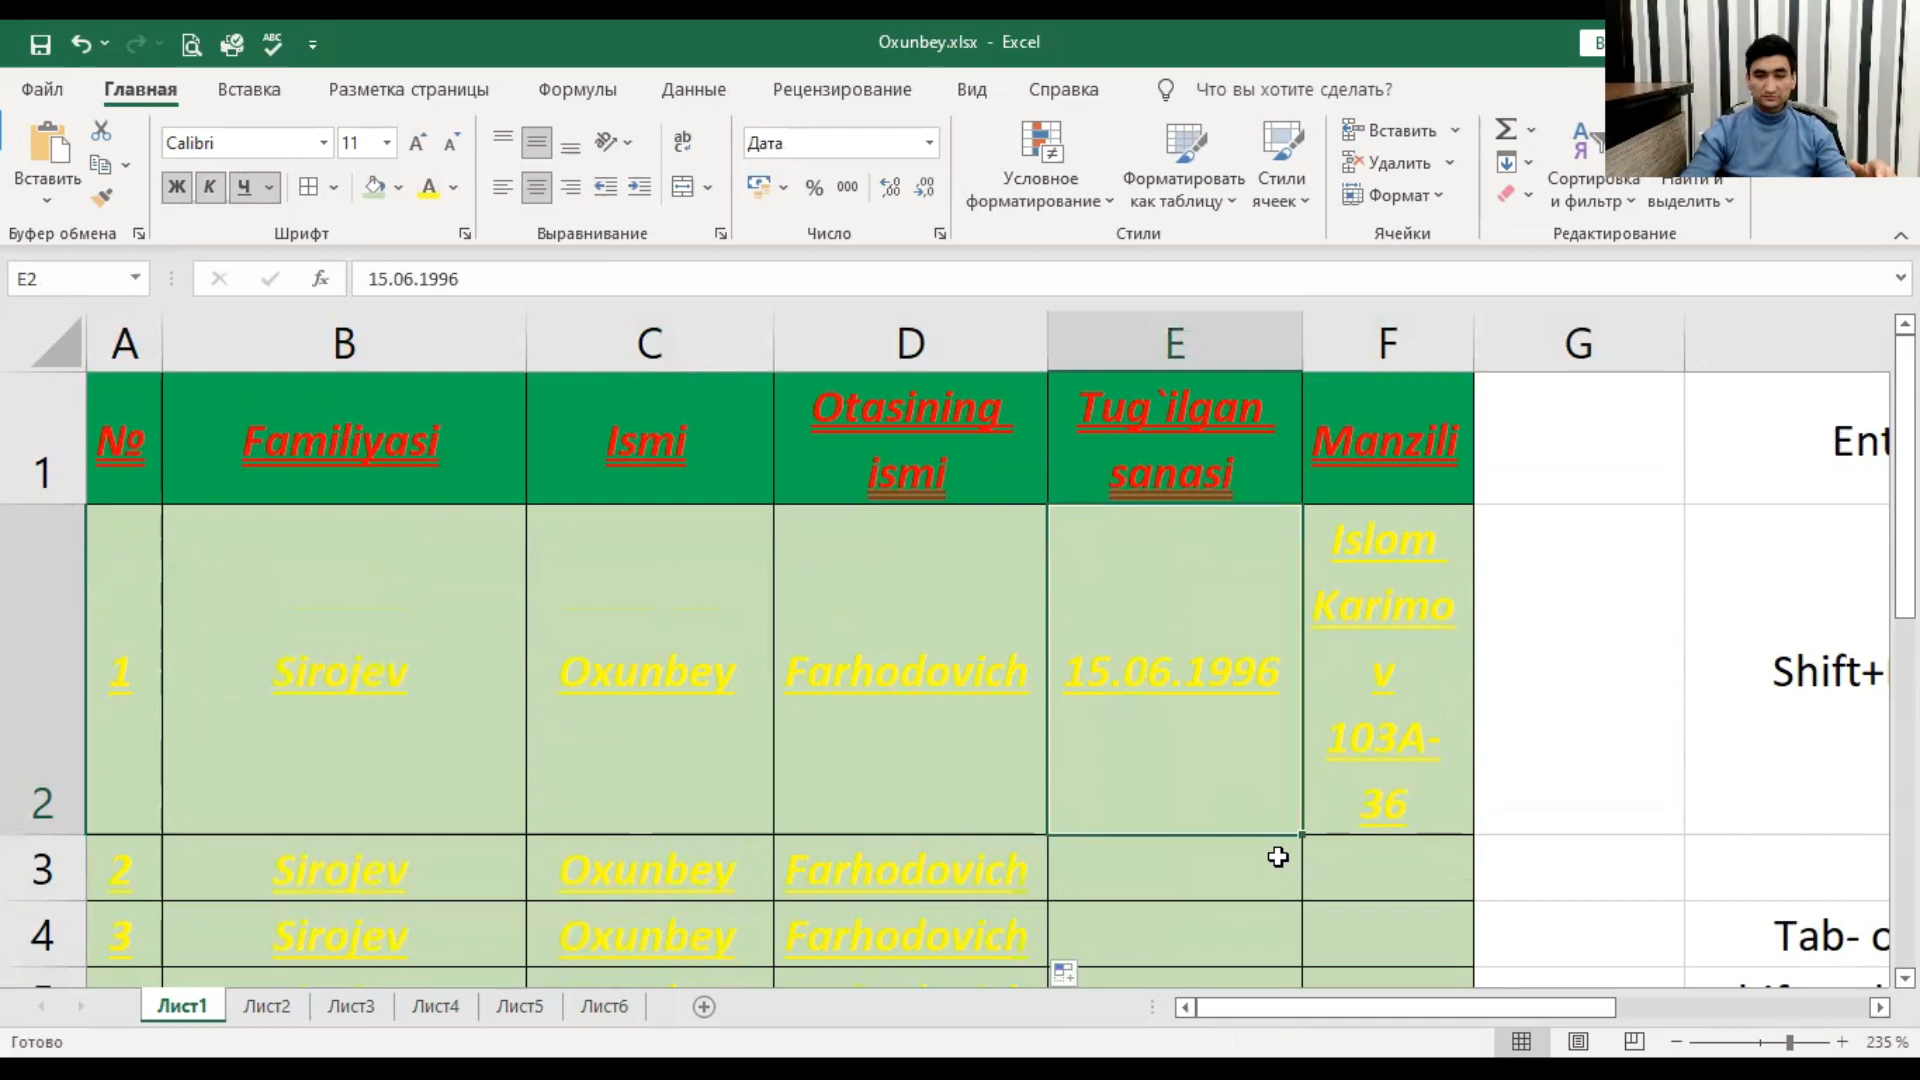 Oxunbey.xlsx - Excel
В
Файл Главная Вставка Разметка страницы Формулы Данные Рецензирование Вид Справка Что вы хотите сделать?
Вставить
Буфер обмена
Calibri 11
Ж К Ч
Шрифт
Выравнивание
Дата
% 000
Число
Условное форматирование
Форматировать как таблицу
Стили ячеек
Стили
Вставить
Удалить
Формат
Ячейки
Сортировка и фильтр
Найти и выделить
Редактирование
E2 fx 15.06.1996
A B C D E F G
1 № Familiyasi Ismi Otasining ismi Tug`ilgan sanasi Manzili Ent
2 1 Sirojev Oxunbey Farhodovich 15.06.1996 Islom Karimov 103A-36 Shift+
3 2 Sirojev Oxunbey Farhodovich
4 3 Sirojev Oxunbey Farhodovich Tab- o
Лист1 Лист2 Лист3 Лист4 Лист5 Лист6
Готово 235 %